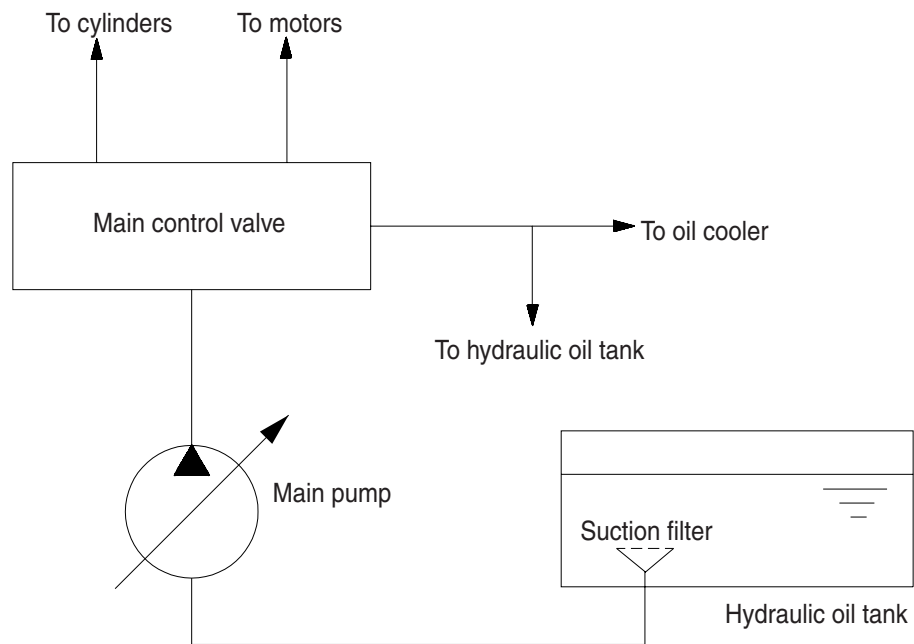 To cylinders
To motors
Main control valve
To oil cooler
To hydraulic oil tank
Main pump
Suction filter
Hydraulic oil tank